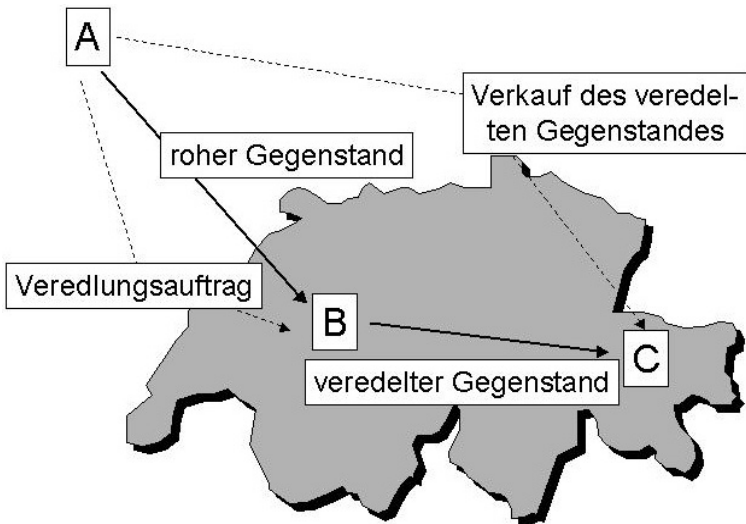 A
Verkauf des veredel-
ten Gegenstandes
roher Gegenstand
Veredlungsauftrag
B
C
veredelter Gegenstand